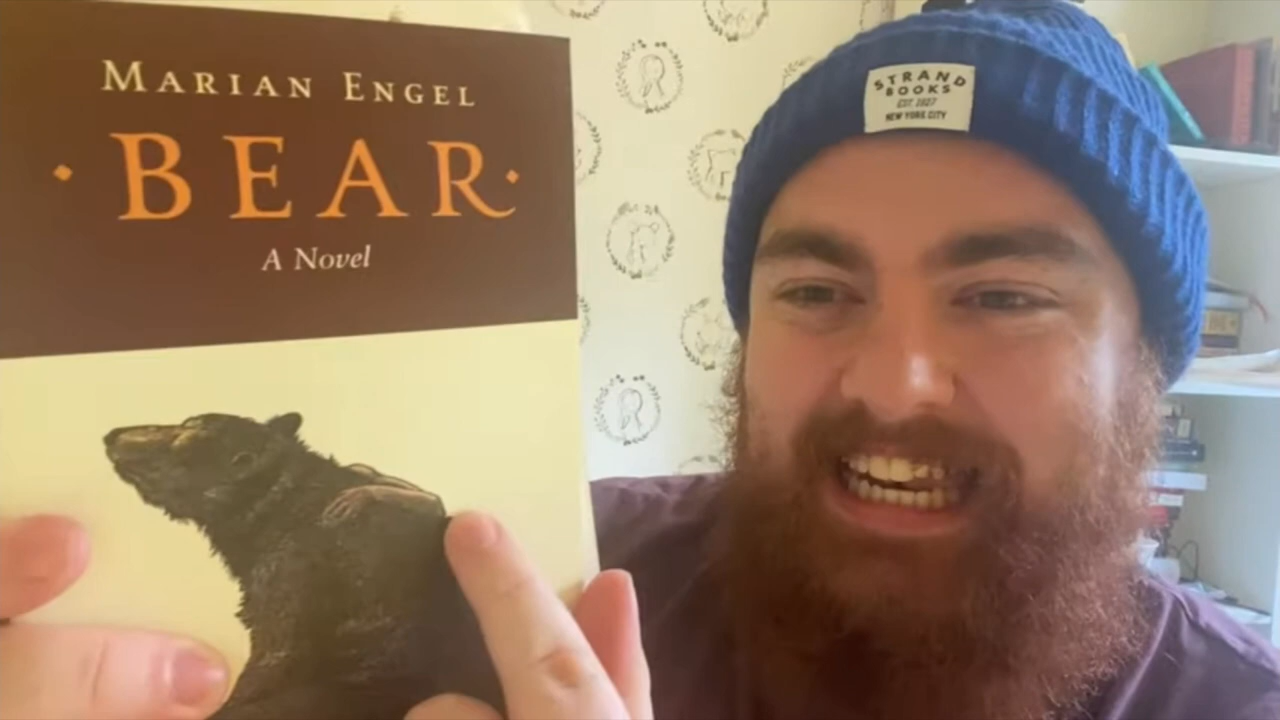 MARIAN ENGEL
BEAR
A Novel
STRAND
BOOKS
EST. 1927
NEW YORK CITY